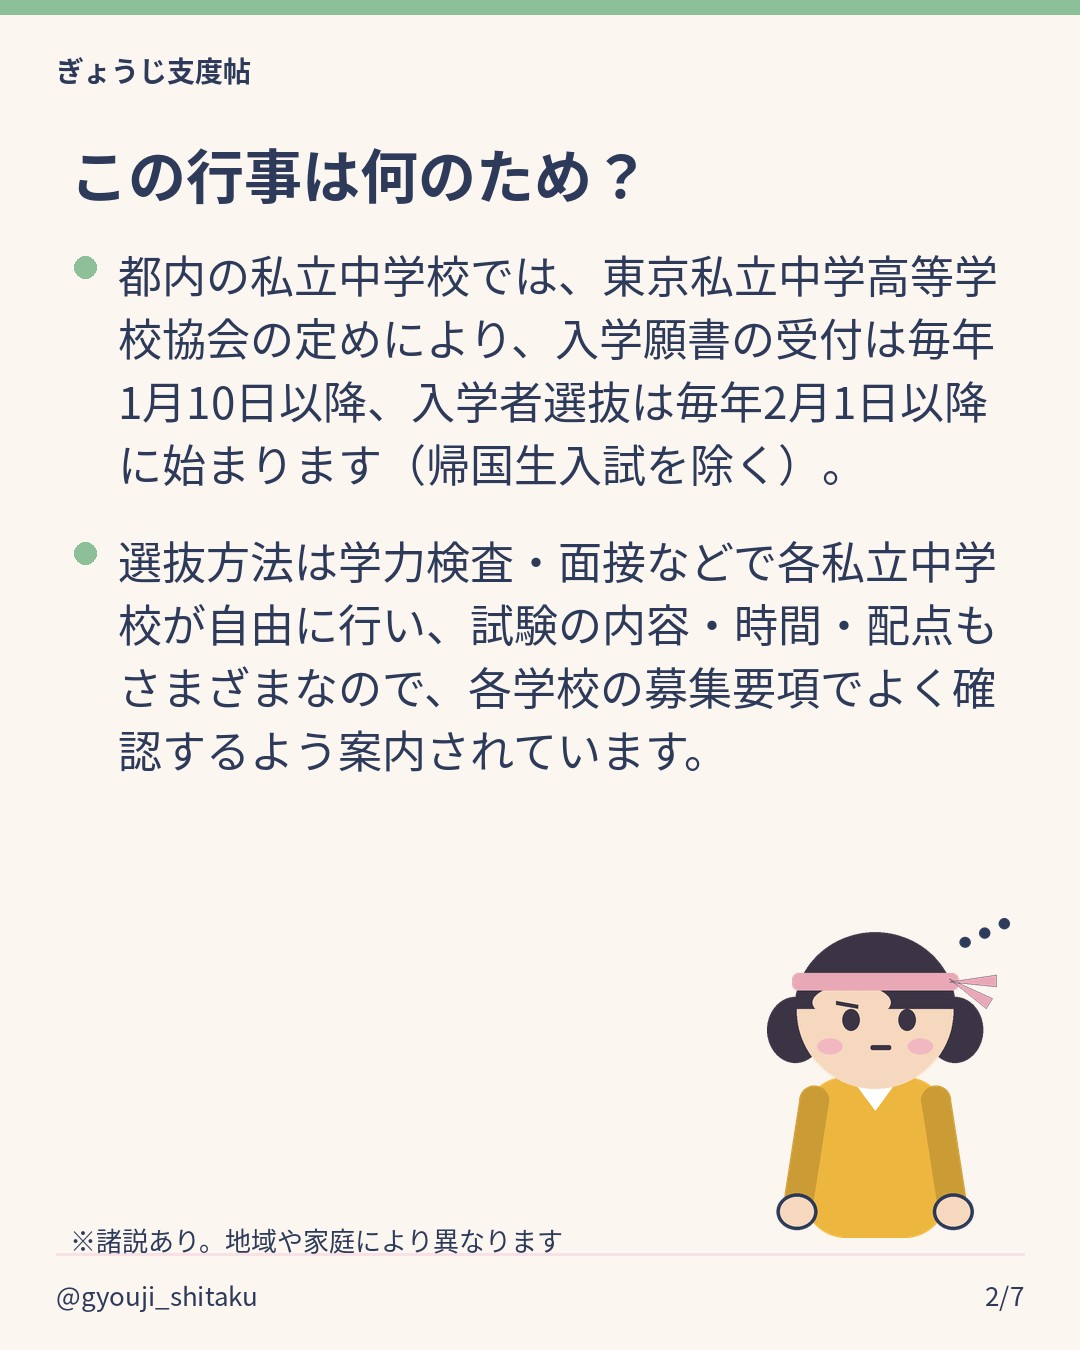 ぎょうじ支度帖
この行事は何のため？
都内の私立中学校では、東京私立中学高等学
校協会の定めにより、入学願書の受付は毎年
1月10日以降、入学者選抜は毎年2月1日以降
に始まります（帰国生入試を除く）。
選抜方法は学力検査・面接などで各私立中学
校が自由に行い、試験の内容・時間・配点も
さまざまなので、各学校の募集要項でよく確
認するよう案内されています。
※諸説あり。地域や家庭により異なります
@gyouji_shitaku
2/7